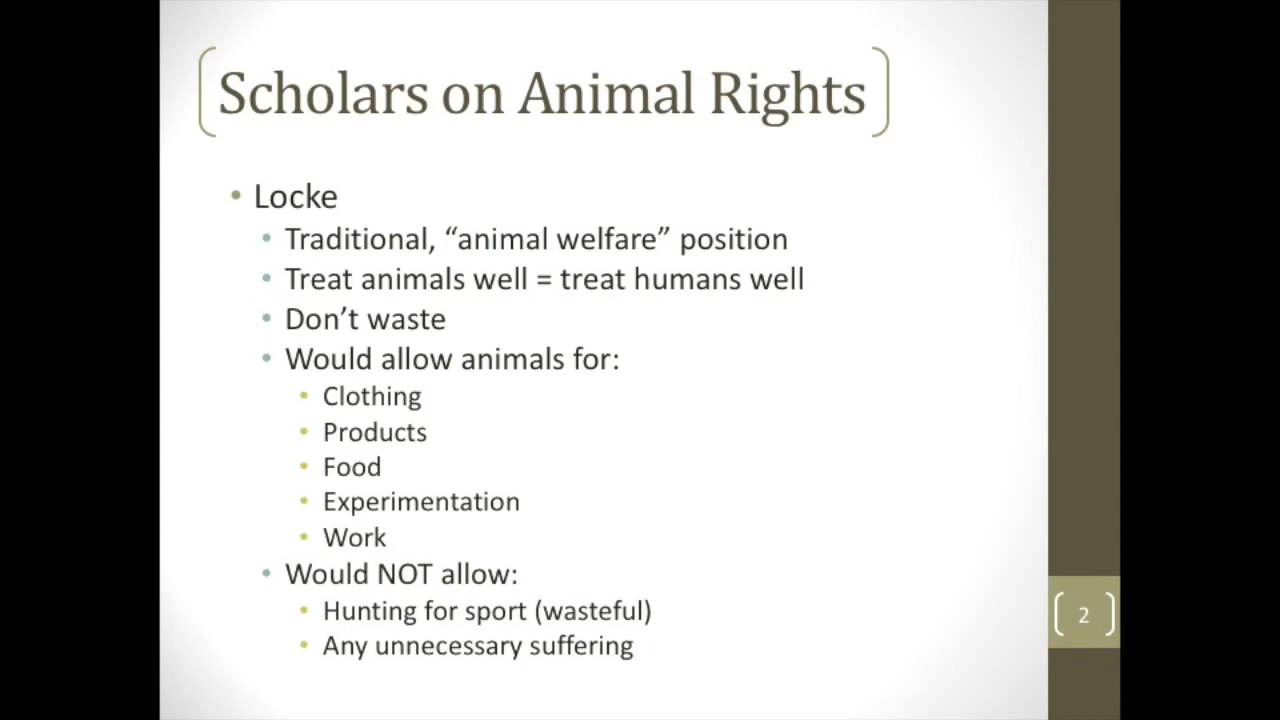 Scholars on Animal Rights
• Locke
• Traditional, “animal welfare” position
• Treat animals well = treat humans well
• Don’t waste
• Would allow animals for:
• Clothing
• Products
• Food
• Experimentation
• Work
• Would NOT allow:
• Hunting for sport (wasteful)
• Any unnecessary suffering
2